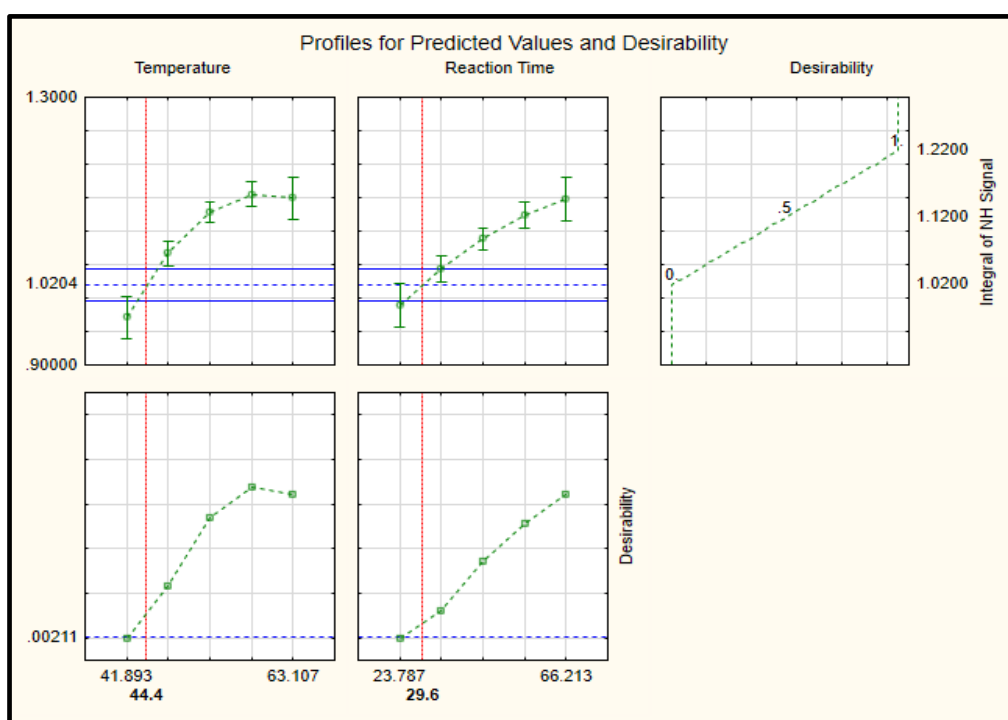 Profiles for Predicted Values and Desirability
Temperature
Reaction Time
Desirability
1.3000
1.0204
.90000
0.
.5
1.
1.2200
1.1200
1.0200
Integral of NH Signal
.00211
Desirability
41.893
63.107
23.787
66.213
44.4
29.6